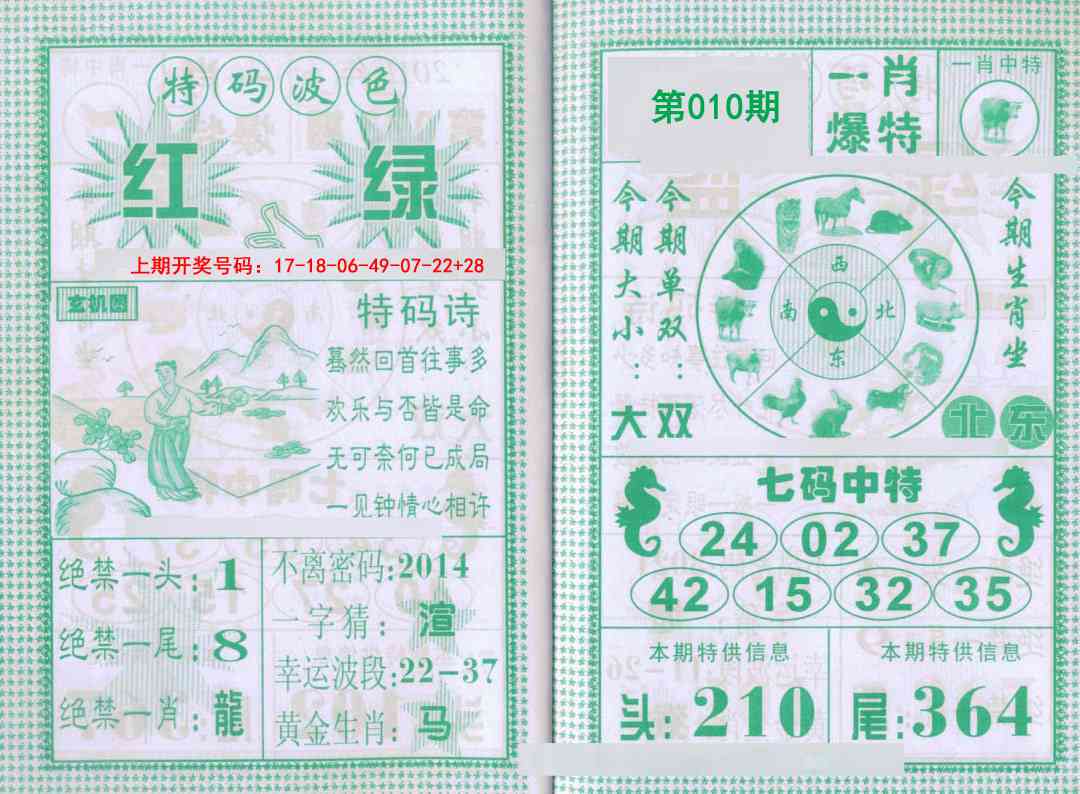 特码波色
红 绿
上期开奖号码：17-18-06-49-07-22+28
玄机图
特码诗
蓦然回首往事多
欢乐与否皆是命
无可奈何已成局
一见钟情心相许
绝禁一头：1
绝禁一尾：8
绝禁一肖：龍
不离密码：2014
一字猜：渲
幸运波段：22-37
黄金生肖：马
第010期
一肖
爆特
一肖中特
今期大小：大
今期单双：双
西
南 北
东
今期生肖坐
北 东
七码中特
24 02 37
42 15 32 35
本期特供信息
头：210
本期特供信息
尾：364